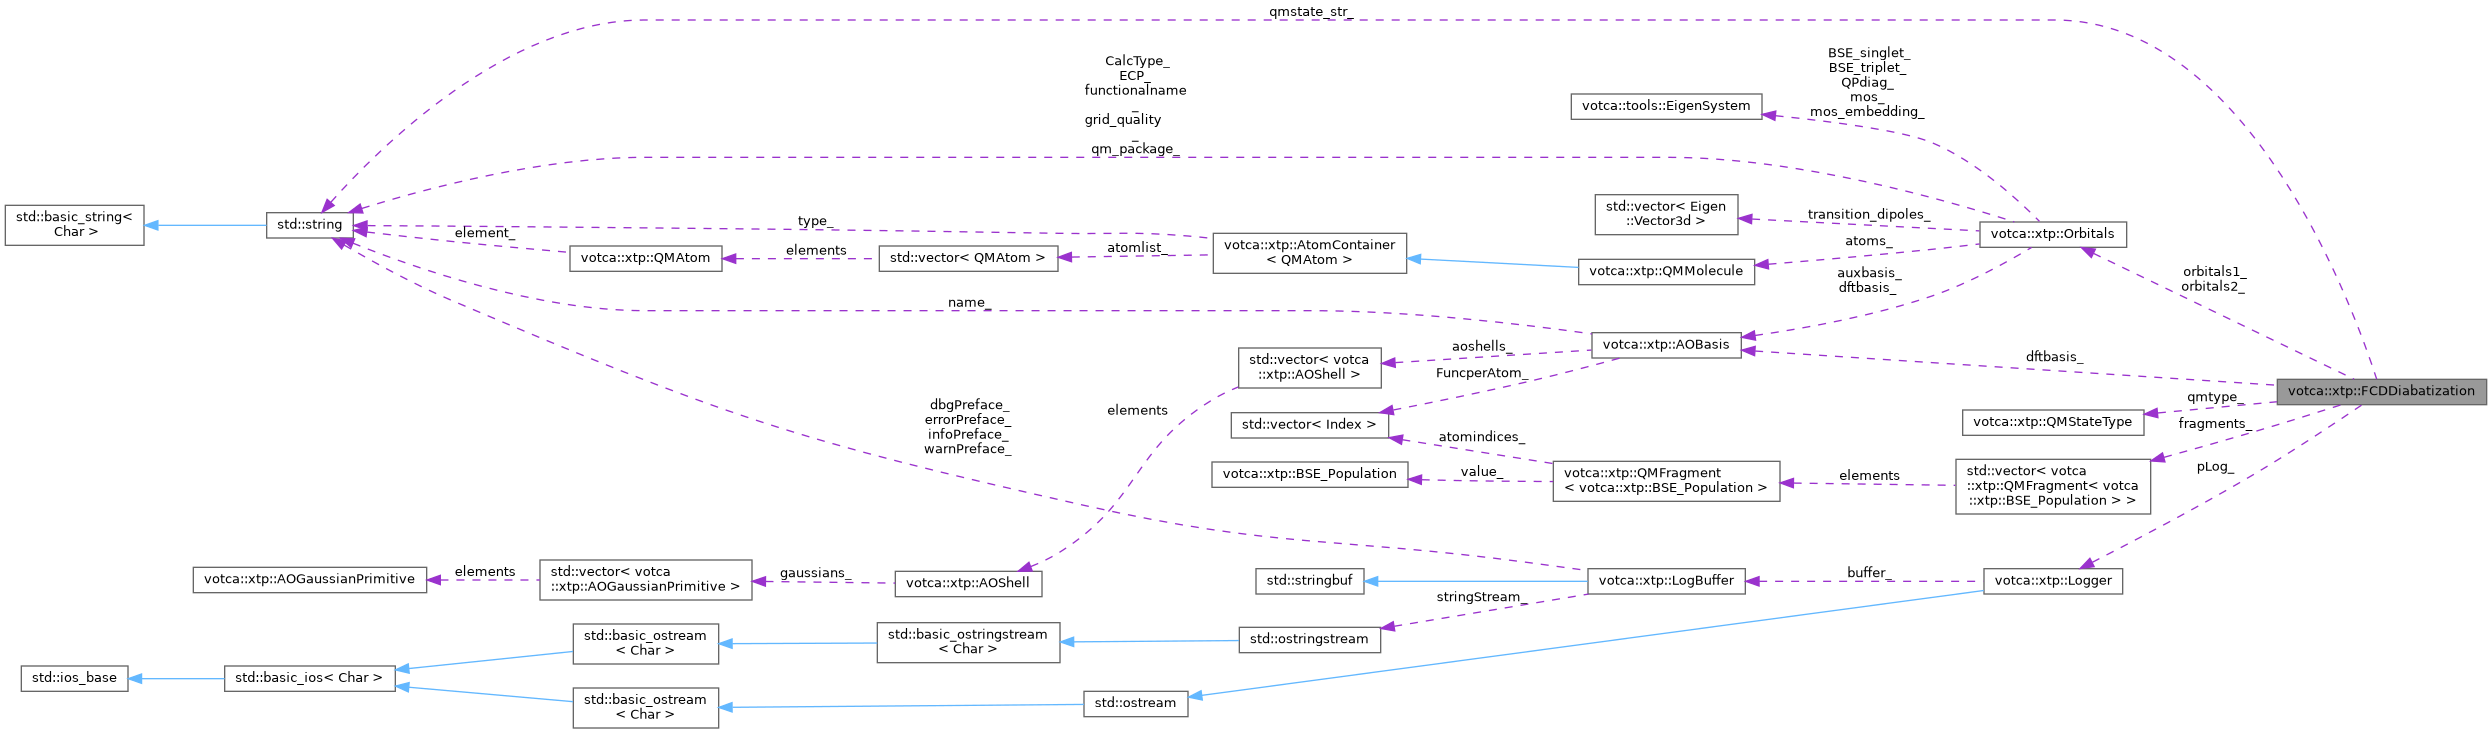 qmstate_str_
CalcType_
ECP_
functionalname
_
grid_quality
_
qm_package_
BSE_singlet_
BSE_triplet_
QPdiag_
mos_
mos_embedding_
votca::tools::EigenSystem
std::basic_string<
Char >
std::string
type_
element_
votca::xtp::QMAtom
elements
std::vector< QMAtom >
atomlist_
votca::xtp::AtomContainer
< QMAtom >
std::vector< Eigen
::Vector3d >
transition_dipoles_
votca::xtp::Orbitals
atoms_
votca::xtp::QMMolecule
auxbasis_
dftbasis_
orbitals1_
orbitals2_
name_
votca::xtp::AOBasis
dftbasis_
votca::xtp::FCDDiabatization
aoshells_
std::vector< votca
::xtp::AOShell >
FuncperAtom_
std::vector< Index >
qmtype_
votca::xtp::QMStateType
fragments_
elements
dbgPreface_
errorPreface_
infoPreface_
warnPreface_
atomindices_
votca::xtp::BSE_Population
value_
votca::xtp::QMFragment
< votca::xtp::BSE_Population >
elements
std::vector< votca
::xtp::QMFragment< votca
::xtp::BSE_Population > >
pLog_
votca::xtp::AOGaussianPrimitive
elements
std::vector< votca
::xtp::AOGaussianPrimitive >
gaussians_
votca::xtp::AOShell
std::stringbuf
votca::xtp::LogBuffer
buffer_
votca::xtp::Logger
stringStream_
std::ostringstream
std::basic_ostringstream
< Char >
std::basic_ostream
< Char >
std::ios_base
std::basic_ios< Char >
std::basic_ostream
< Char >
std::ostream